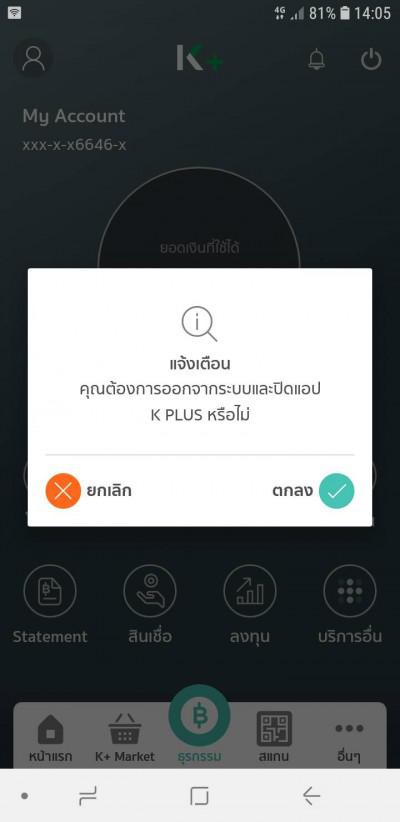 4G 81% 14:05
K+
My Account
xxx-x-x6646-x
ยอดเงินที่ใช้ได้
แจ้งเตือน
คุณต้องการออกจากระบบและปิดแอป
K PLUS หรือไม่
ยกเลิก ตกลง
Statement สินเชื่อ ลงทุน บริการอื่น
หน้าแรก K+ Market ธุรกรรม สแกน อื่นๆ